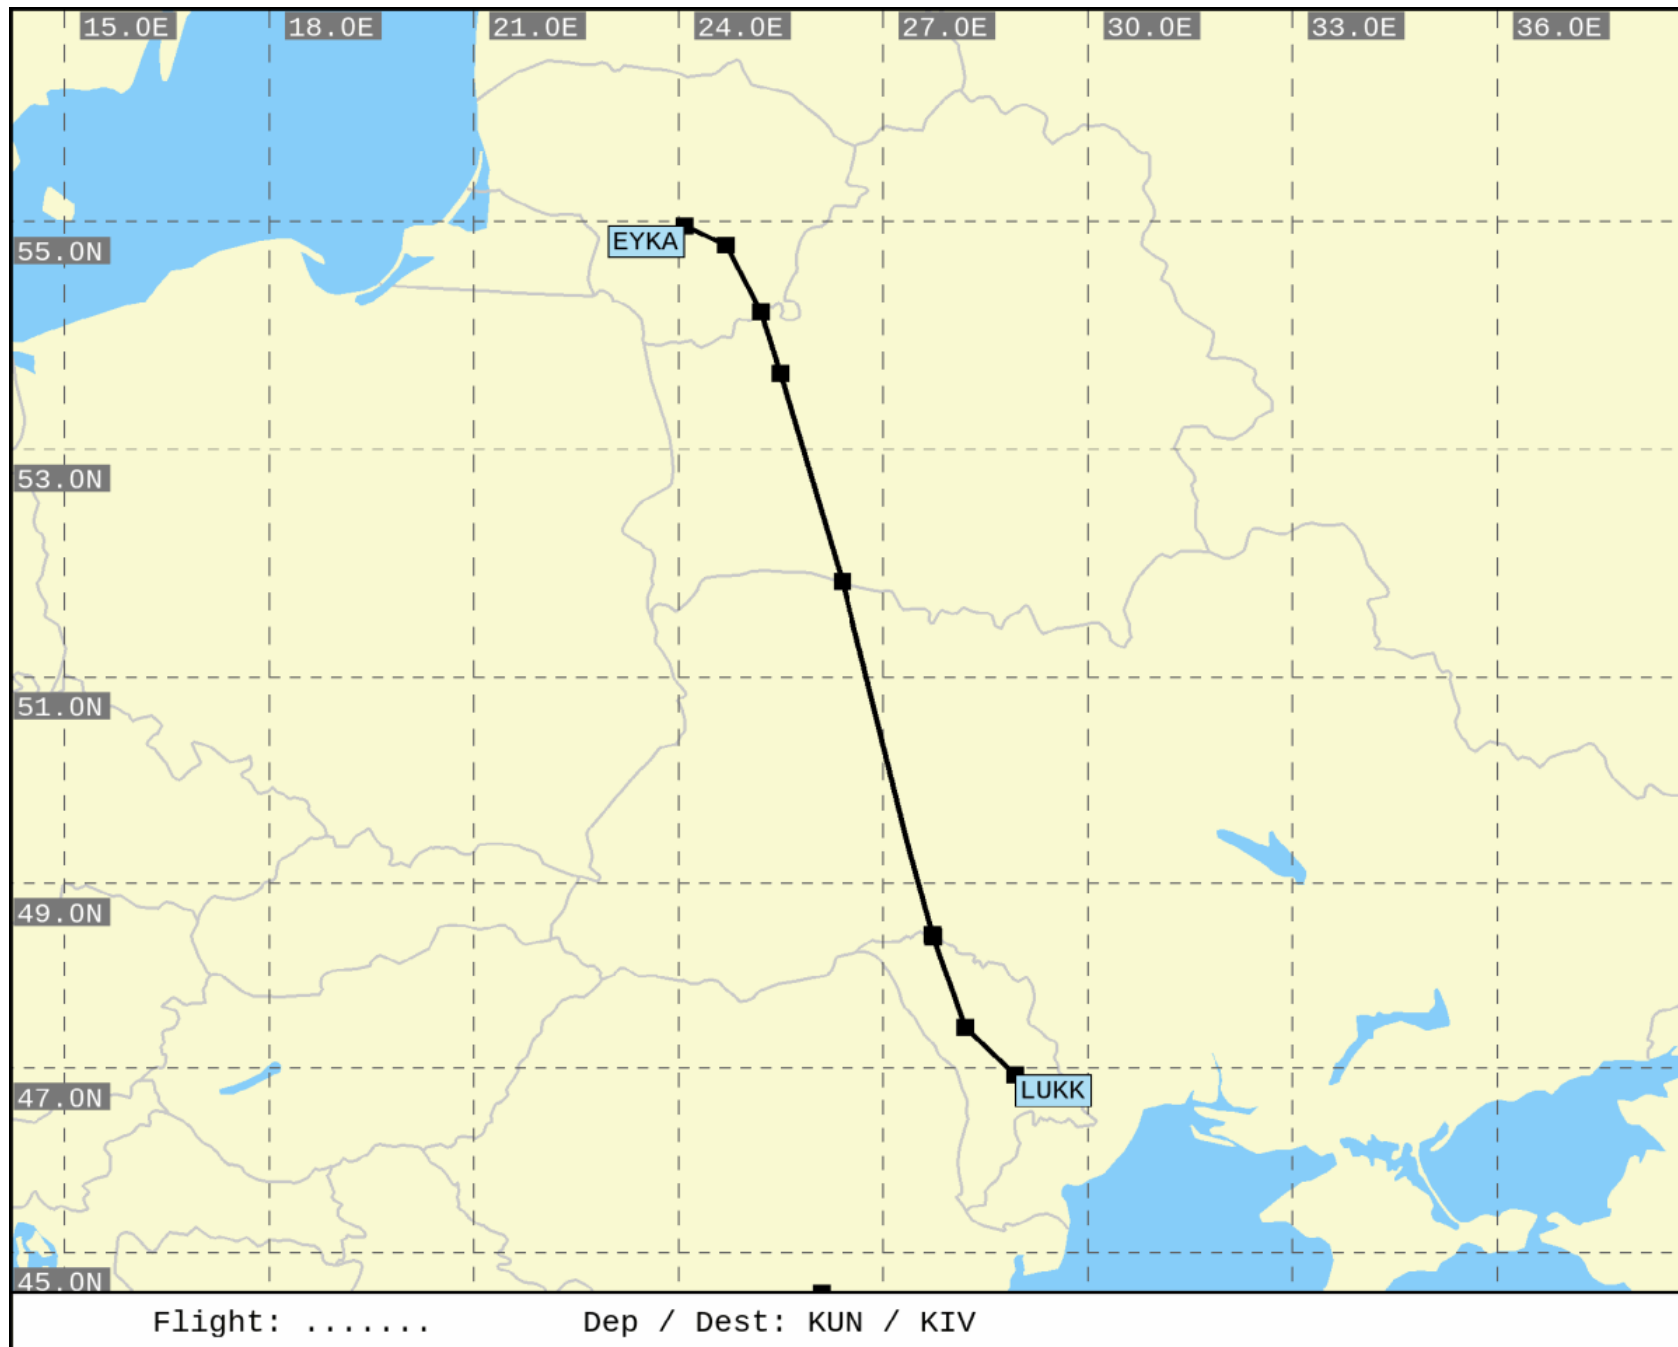 15.0E 18.0E 21.0E 24.0E 27.0E 30.0E 33.0E 36.0E
EYKA
55.0N
53.0N
51.0N
49.0N
47.0N
LUKK
45.0N
Flight: ....... Dep / Dest: KUN / KIV